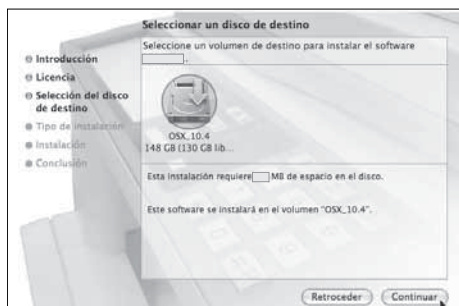 Seleccionar un disco de destino
Introducción
Licencia
Selección del disco
de destino
Tipo de instalación
Instalación
Conclusión
Seleccione un volumen de destino para instalar el software
.
OSX_10.4
148 GB (130 GB lib...
Esta instalación requiere MB de espacio en el disco.
Este software se instalará en el volumen "OSX_10.4".
Retroceder
Continuar